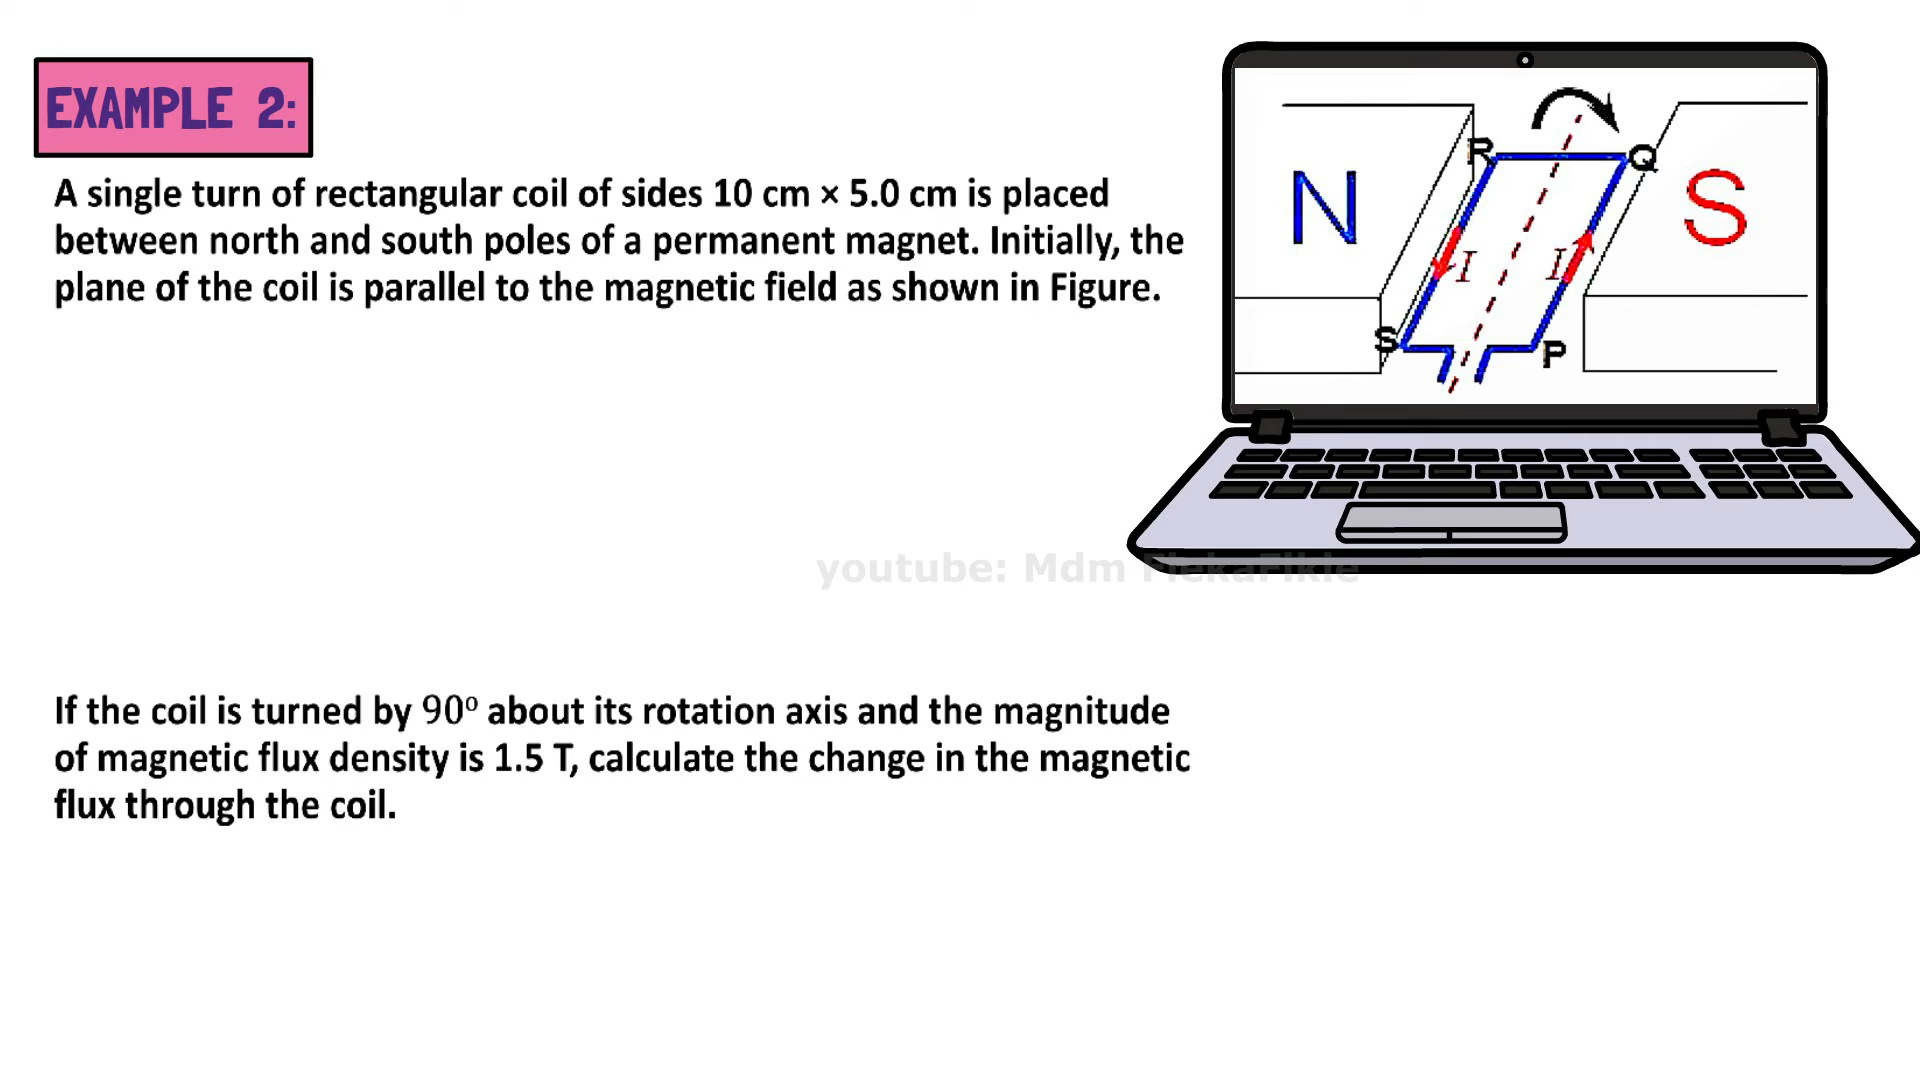 EXAMPLE 2:
A single turn of rectangular coil of sides 10 cm × 5.0 cm is placed
between north and south poles of a permanent magnet. Initially, the
plane of the coil is parallel to the magnetic field as shown in Figure.
R
Q
N
S
I
I
S
P
youtube: Mdm FiekaFikie
If the coil is turned by 90° about its rotation axis and the magnitude
of magnetic flux density is 1.5 T, calculate the change in the magnetic
flux through the coil.